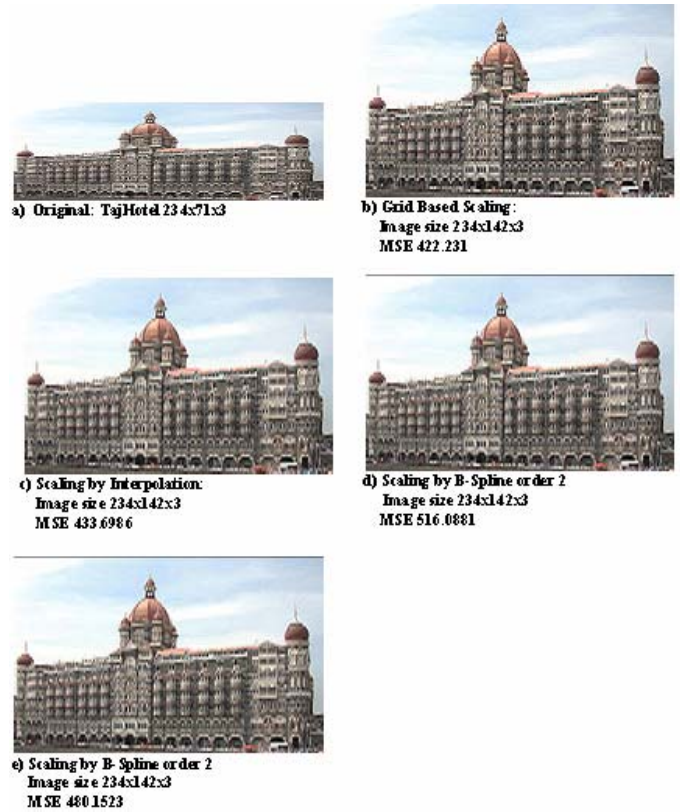 a) Original: TajHotel 234x71x3
b) Grid Based Scaling:
Image size 234x142x3
MSE 422.231
c) Scaling by Interpolation:
Image size 234x142x3
MSE 433.6986
d) Scaling by B-Spline order 2
Image size 234x142x3
MSE 516.0881
e) Scaling by B-Spline order 2
Image size 234x142x3
MSE 480.1523